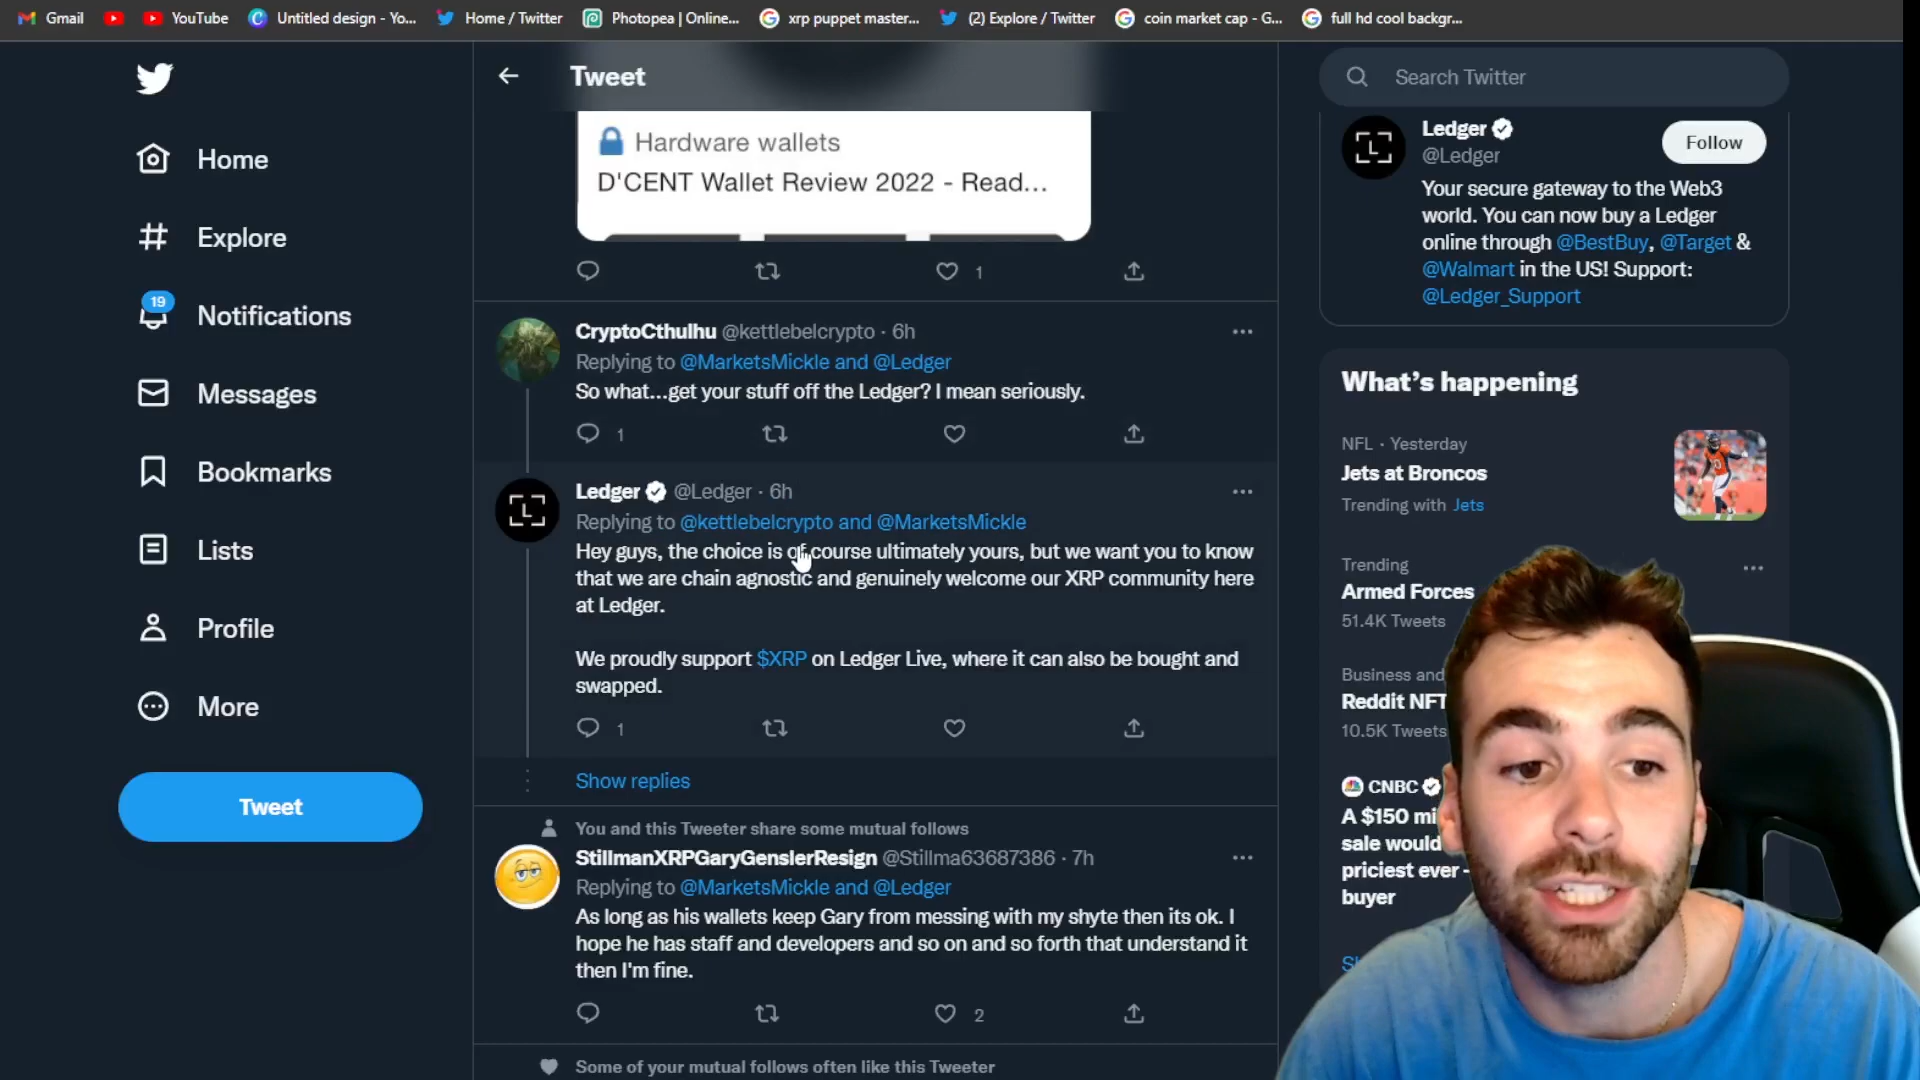 Gmail
YouTube
Untitled design - Yo...
Home / Twitter
Photopea | Online...
xrp puppet master...
(2) Explore / Twitter
coin market cap - G...
full hd cool backgr...
Home
Explore
19
Notifications
Messages
Bookmarks
Lists
Profile
More
Tweet
Tweet
Hardware wallets
D'CENT Wallet Review 2022 - Read...
1
CryptoCthulhu @kettlebelcrypto · 6h
Replying to @MarketsMickle and @Ledger
So what...get your stuff off the Ledger? I mean seriously.
1
Ledger @Ledger · 6h
Replying to @kettlebelcrypto and @MarketsMickle
Hey guys, the choice is of course ultimately yours, but we want you to know
that we are chain agnostic and genuinely welcome our XRP community here
at Ledger.
We proudly support $XRP on Ledger Live, where it can also be bought and
swapped.
1
Show replies
You and this Tweeter share some mutual follows
StillmanXRPGaryGenslerResign @Stillma63687386 · 7h
Replying to @MarketsMickle and @Ledger
As long as his wallets keep Gary from messing with my shyte then its ok. I
hope he has staff and developers and so on and so forth that understand it
then I'm fine.
2
Some of your mutual follows often like this Tweeter
Search Twitter
Ledger
@Ledger
Follow
Your secure gateway to the Web3
world. You can now buy a Ledger
online through @BestBuy, @Target &
@Walmart in the US! Support:
@Ledger_Support
What's happening
NFL · Yesterday
Jets at Broncos
Trending with Jets
Trending
Armed Forces
51.4K Tweets
Business and
Reddit NFT
10.5K Tweets
CNBC
A $150 mi
sale would
priciest ever -
buyer